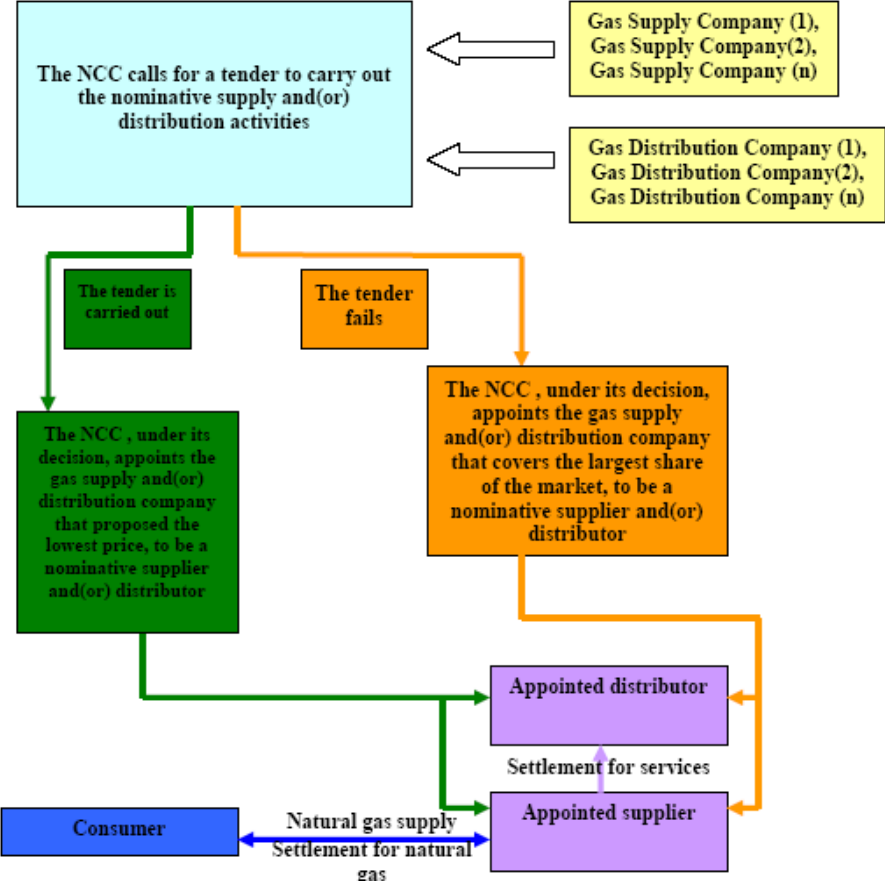 Gas Supply Company (1),
Gas Supply Company(2),
Gas Supply Company (n)
The NCC calls for a tender to carry out
the nominative supply and(or)
distribution activities
Gas Distribution Company (1),
Gas Distribution Company(2),
Gas Distribution Company (n)
The tender is
carried out
The tender
fails
The NCC , under its decision,
appoints the gas supply
and(or) distribution company
that covers the largest share
of the market, to be a
nominative supplier and(or)
distributor
The NCC , under its
decision, appoints the
gas supply and(or)
distribution company
that proposed the
lowest price, to be a
nominative supplier
and(or) distributor
Appointed distributor
Settlement for services
Appointed supplier
Consumer
Natural gas supply
Settlement for natural
gas